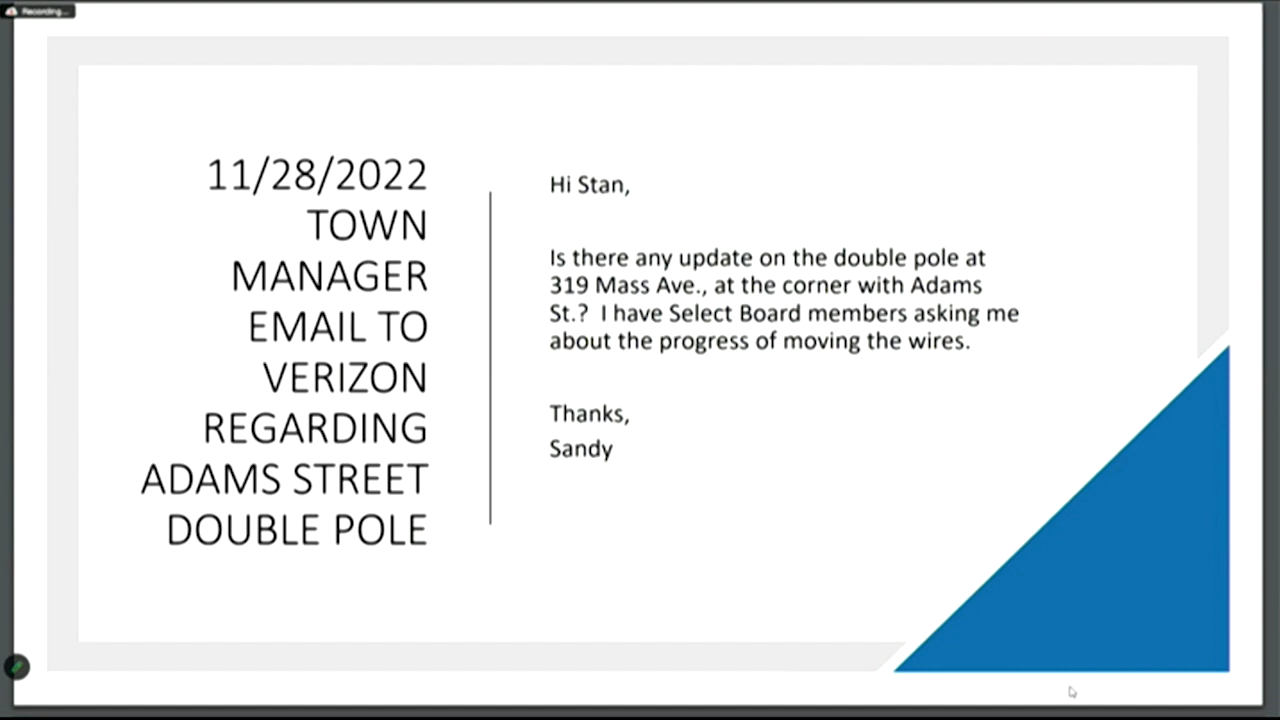 Recording...
11/28/2022
TOWN
MANAGER
EMAIL TO
VERIZON
REGARDING
ADAMS STREET
DOUBLE POLE
Hi Stan,
Is there any update on the double pole at
319 Mass Ave., at the corner with Adams
St.?  I have Select Board members asking me
about the progress of moving the wires.
Thanks,
Sandy